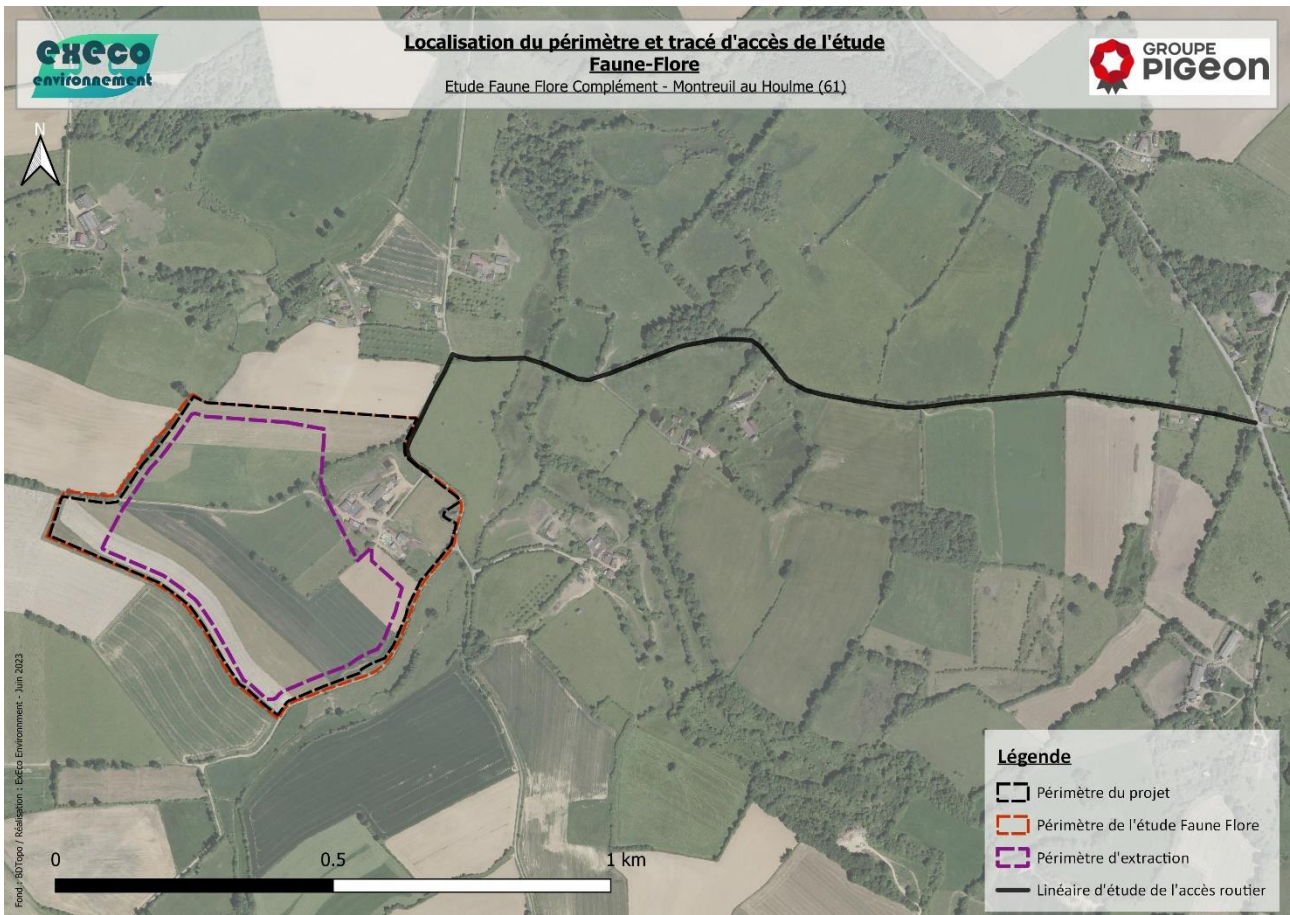 execo
environnement
Localisation du périmètre et tracé d'accès de l'étude
Faune-Flore
Etude Faune Flore Complément - Montreuil au Houlme (61)
GROUPE
PIGEON
N
Légende
Périmètre du projet
Périmètre de l'étude Faune Flore
Périmètre d'extraction
Linéaire d'étude de l'accès routier
0 0.5 1 km
Fond : BDTopo / Réalisation : ExEco Environnment - Juin 2023